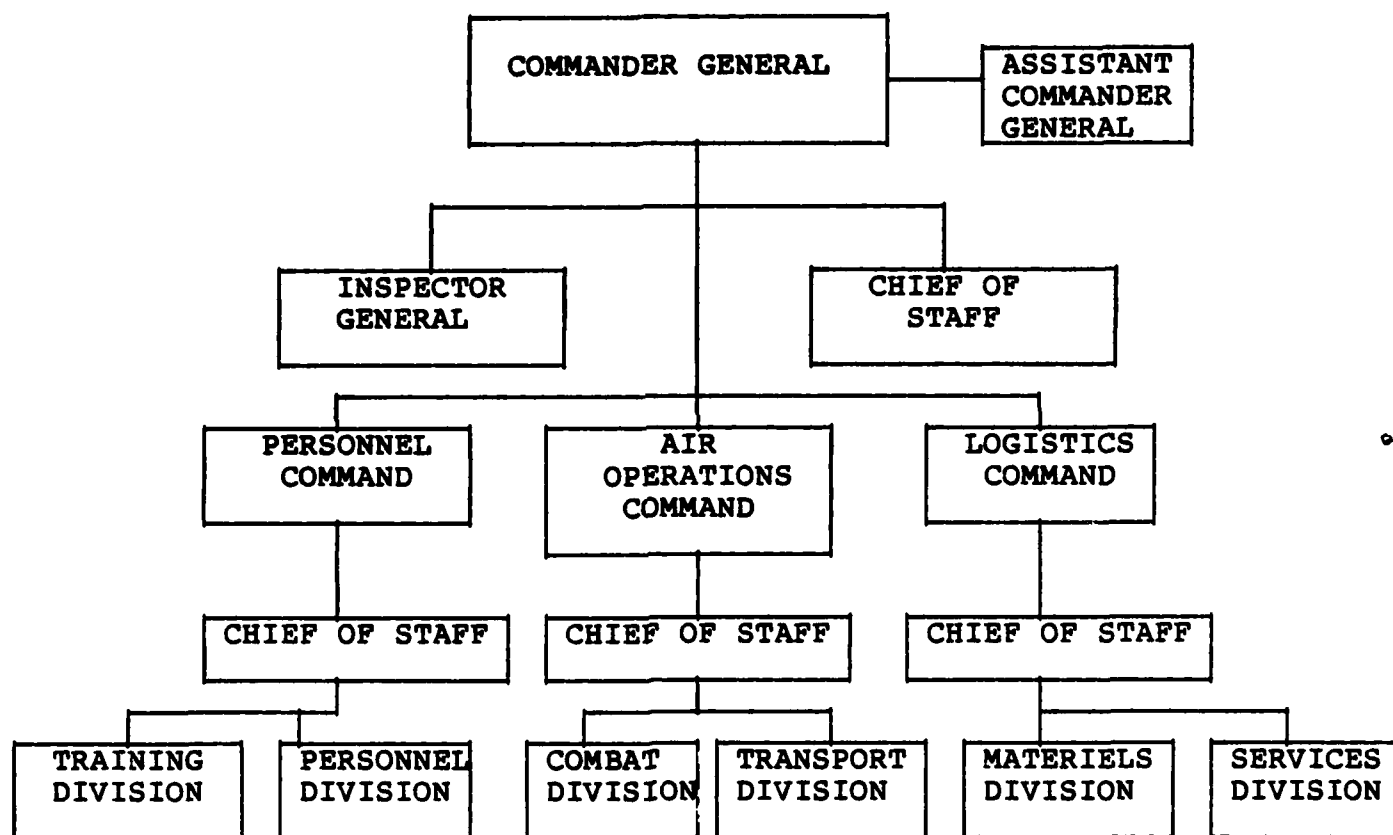 COMMANDER GENERAL
ASSISTANT
COMMANDER
GENERAL
INSPECTOR
GENERAL
CHIEF OF
STAFF
PERSONNEL
COMMAND
AIR
OPERATIONS
COMMAND
LOGISTICS
COMMAND
CHIEF OF STAFF
CHIEF OF STAFF
CHIEF OF STAFF
TRAINING
DIVISION
PERSONNEL
DIVISION
COMBAT
DIVISION
TRANSPORT
DIVISION
MATERIELS
DIVISION
SERVICES
DIVISION